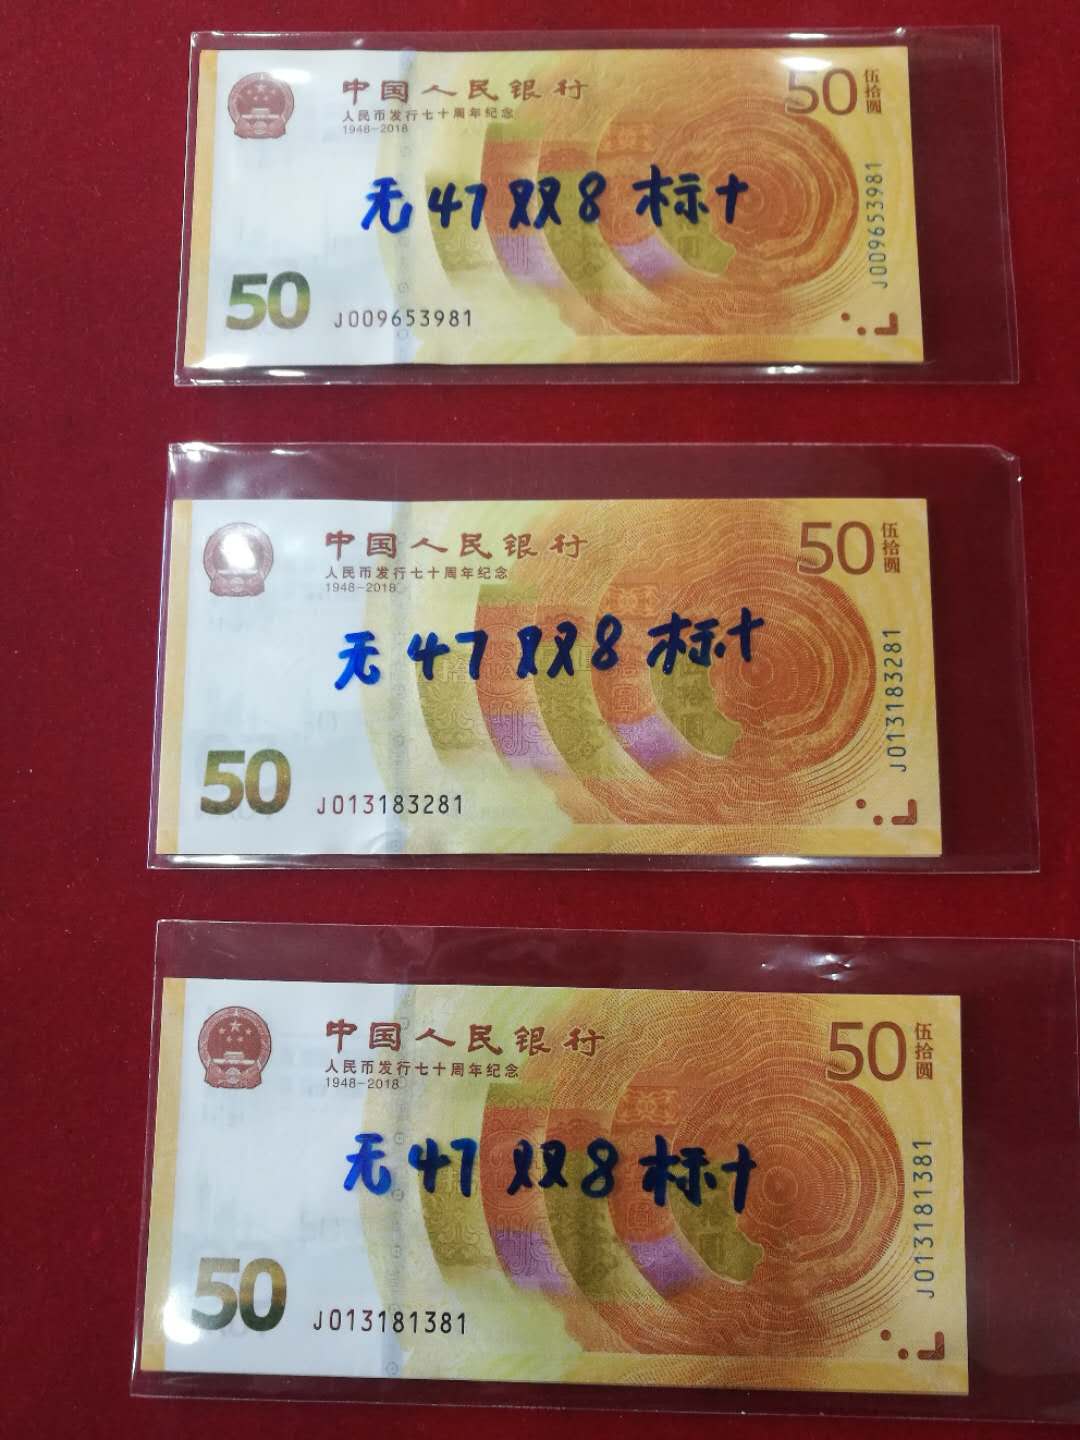 中国人民银行
人民币发行七十周年纪念
1948-2018
50
伍拾圆
无47双8标十
J009653981
50
J009653981
中国人民银行
人民币发行七十周年纪念
1948-2018
50
伍拾圆
无47双8标十
J013183281
50
J013183281
中国人民银行
人民币发行七十周年纪念
1948-2018
50
伍拾圆
无47双8标十
J013181381
50
J013181381